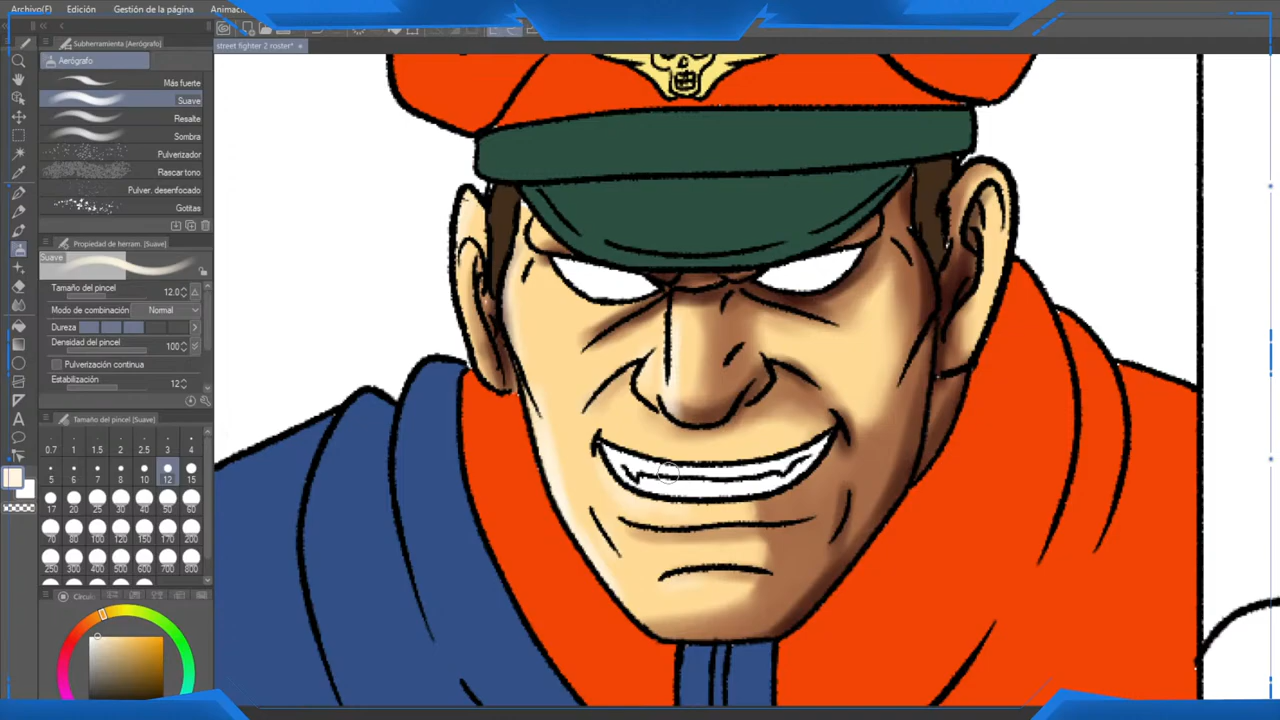 Archivo(F) Edición Gestión de la página Animació
Subherramienta (Aerógrafo)
street fighter 2 roster*
Aerógrafo
Más fuerte
Suave
Resalte
Sombra
Pulverizador
Rascar tono
Pulver. desenfocado
Gotitas
Propiedad de herram. [Suave]
Suave
Tamaño del pincel 12.0
Modo de combinación Normal
Dureza
Densidad del pincel 100
Pulverización continua
Estabilización 12
Tamaño del pincel [Suave]
0.7 1 1.5 2 2.5 3 4
5 6 7 8 10 12 15
17 20 25 30 40 50 60
70 80 100 120 150 170 200
250 300 400 500 600 700 800
Círculo